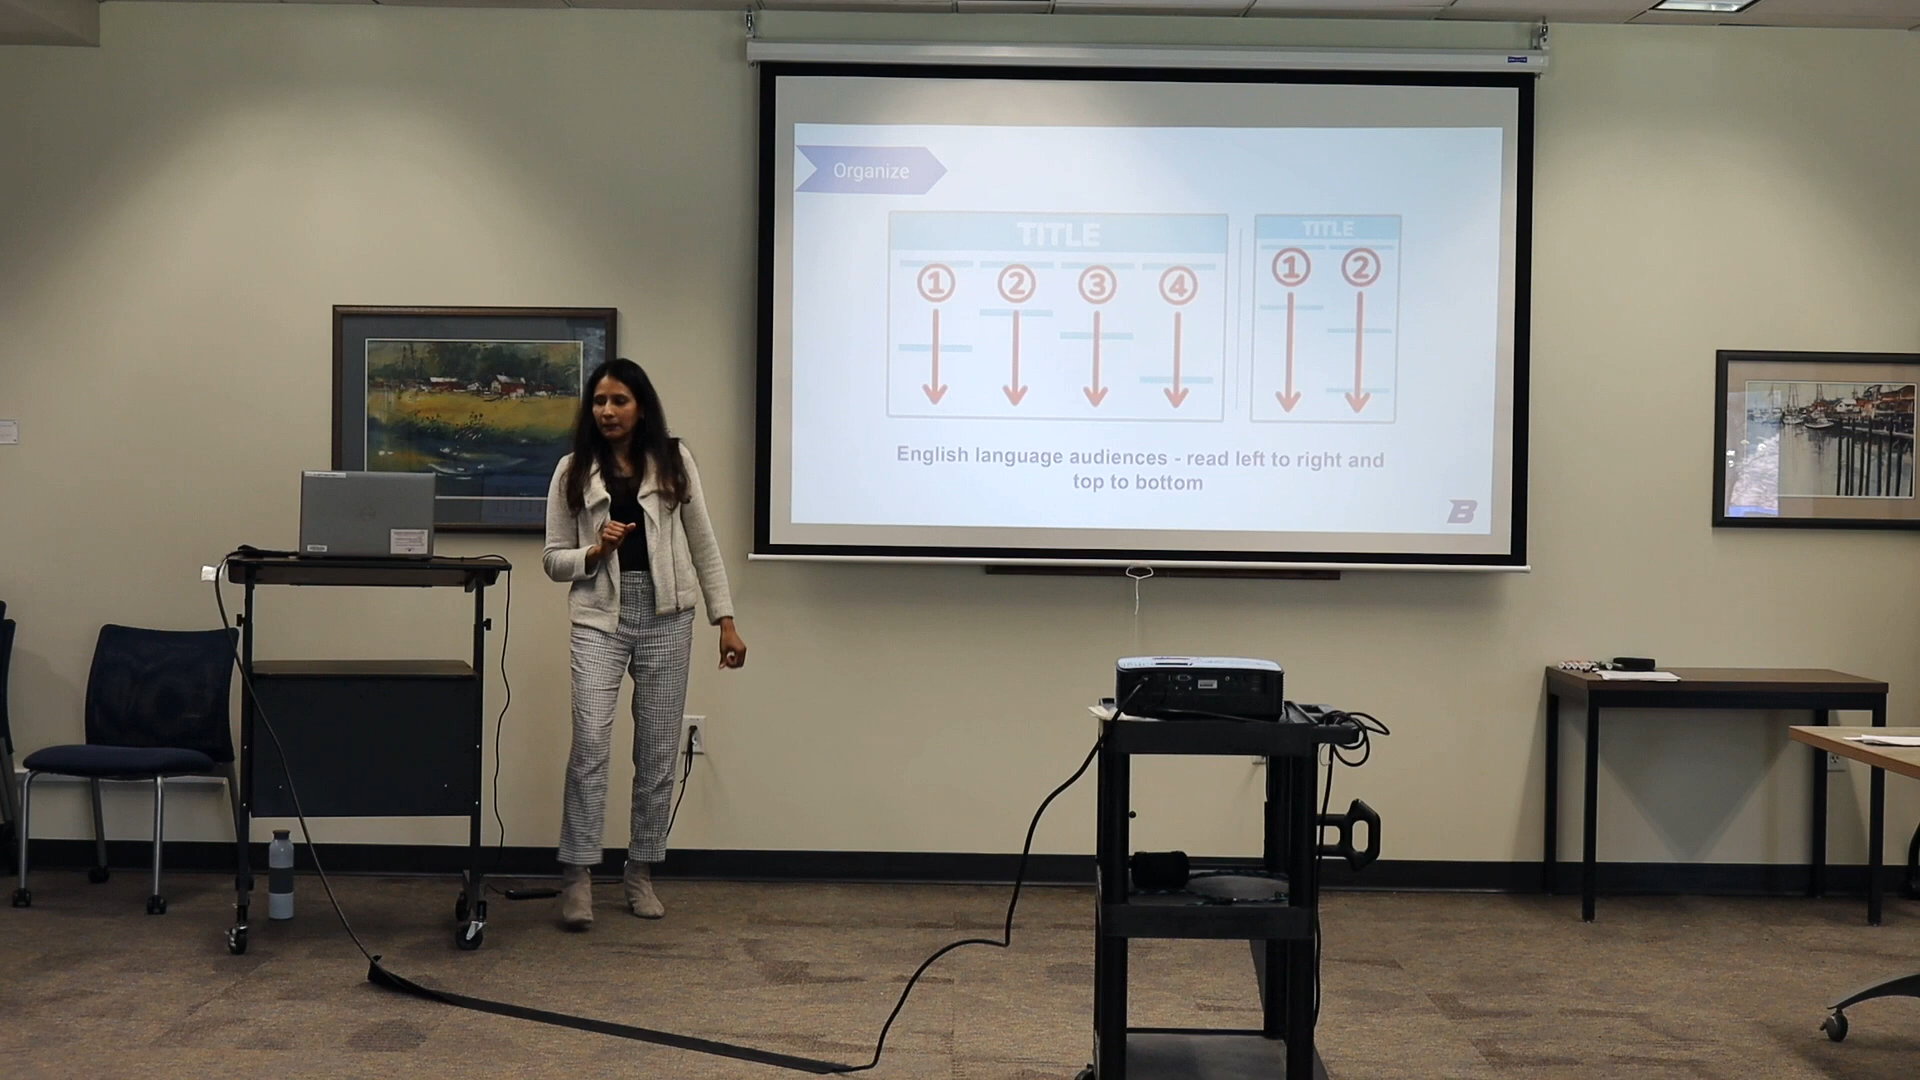 Organize
TITLE
1 2 3 4
TITLE
1 2
English language audiences - read left to right and
top to bottom
B